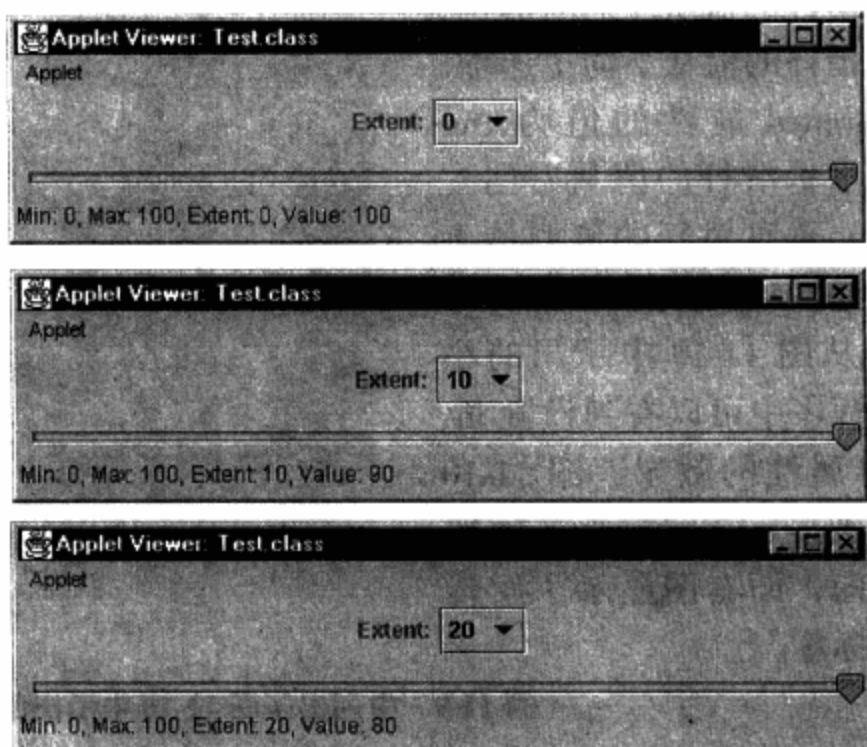 Applet Viewer: Test.class
Applet
Extent: 0
Min: 0, Max: 100, Extent: 0, Value: 100
Applet Viewer: Test.class
Applet
Extent: 10
Min: 0, Max: 100, Extent: 10, Value: 90
Applet Viewer: Test.class
Applet
Extent: 20
Min: 0, Max: 100, Extent: 20, Value: 80